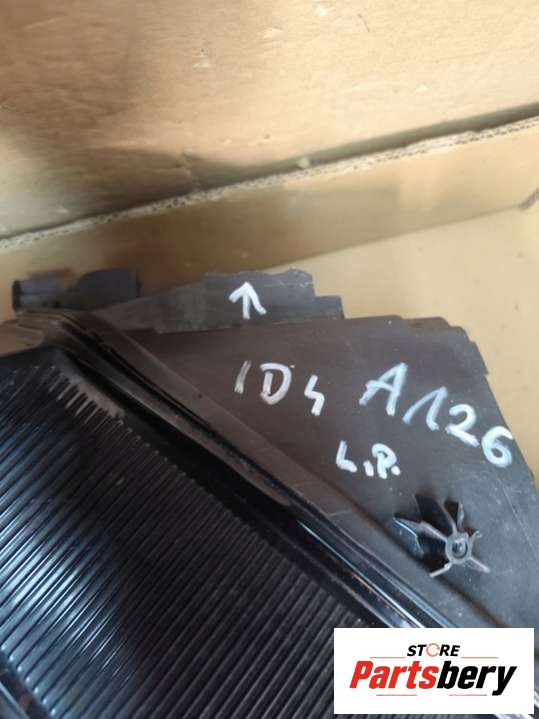 ID4 A126
L.P.
STORE
Partsbery